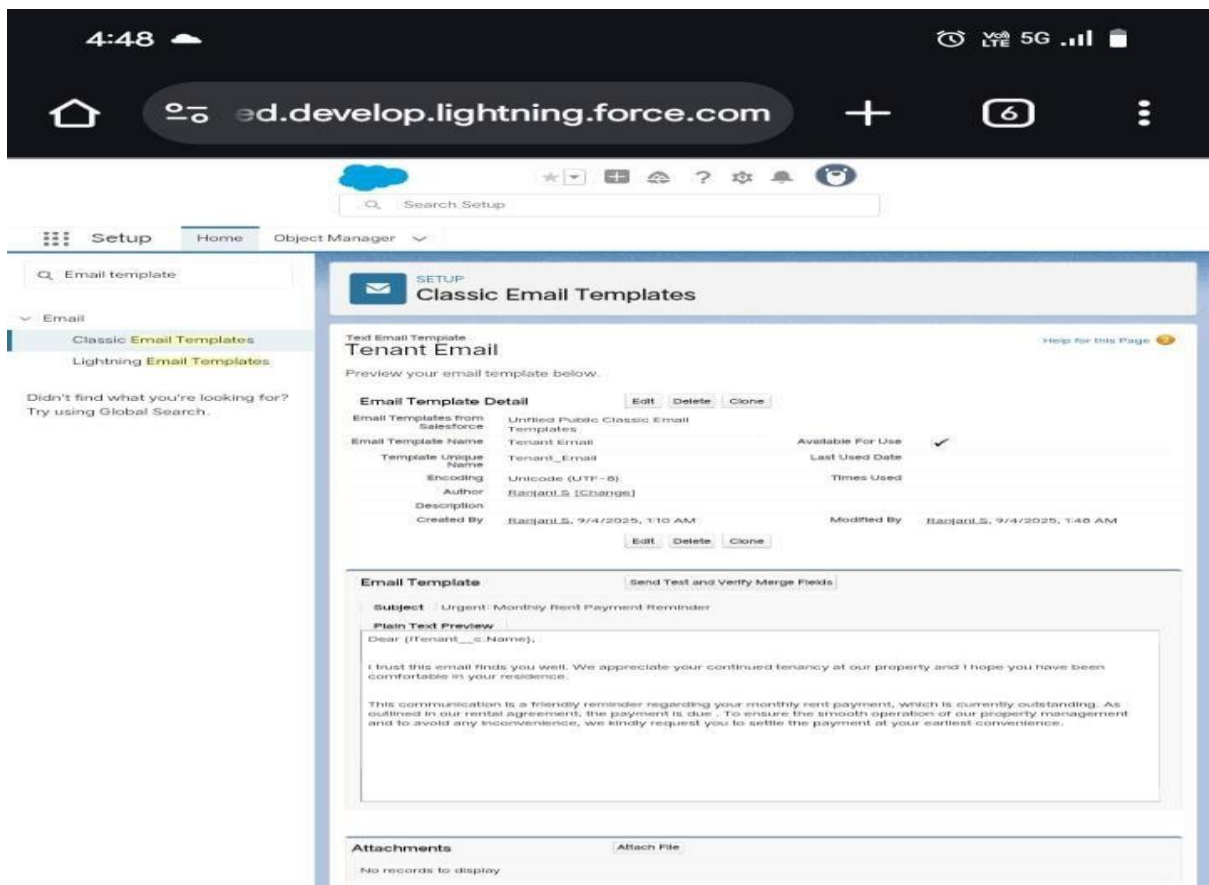 4:48
Vo)) LTE 5G
ed.develop.lightning.force.com
6
Search Setup
Setup Home Object Manager
Email template
Email
Classic Email Templates
Lightning Email Templates
Didn't find what you're looking for?
Try using Global Search.
SETUP
Classic Email Templates
Text Email Template
Tenant Email
Help for this Page
Preview your email template below.
Email Template Detail Edit Delete Clone
Email Templates from Salesforce Unfiled Public Classic Email Templates
Email Template Name Tenant Email Available For Use
Template Unique Name Tenant_Email Last Used Date
Encoding Unicode (UTF-8) Times Used
Author Ranjani S [Change]
Description
Created By Ranjani S, 9/4/2025, 1:10 AM Modified By Ranjani S, 9/4/2025, 1:46 AM
Edit Delete Clone
Email Template Send Test and Verify Merge Fields
Subject Urgent: Monthly Rent Payment Reminder
Plain Text Preview
Dear {!Tenant__c.Name},
I trust this email finds you well. We appreciate your continued tenancy at our property and I hope you have been
comfortable in your residence.
This communication is a friendly reminder regarding your monthly rent payment, which is currently outstanding. As
outlined in our rental agreement, the payment is due . To ensure the smooth operation of our property management
and to avoid any inconvenience, we kindly request you to settle the payment at your earliest convenience.
Attachments Attach File
No records to display